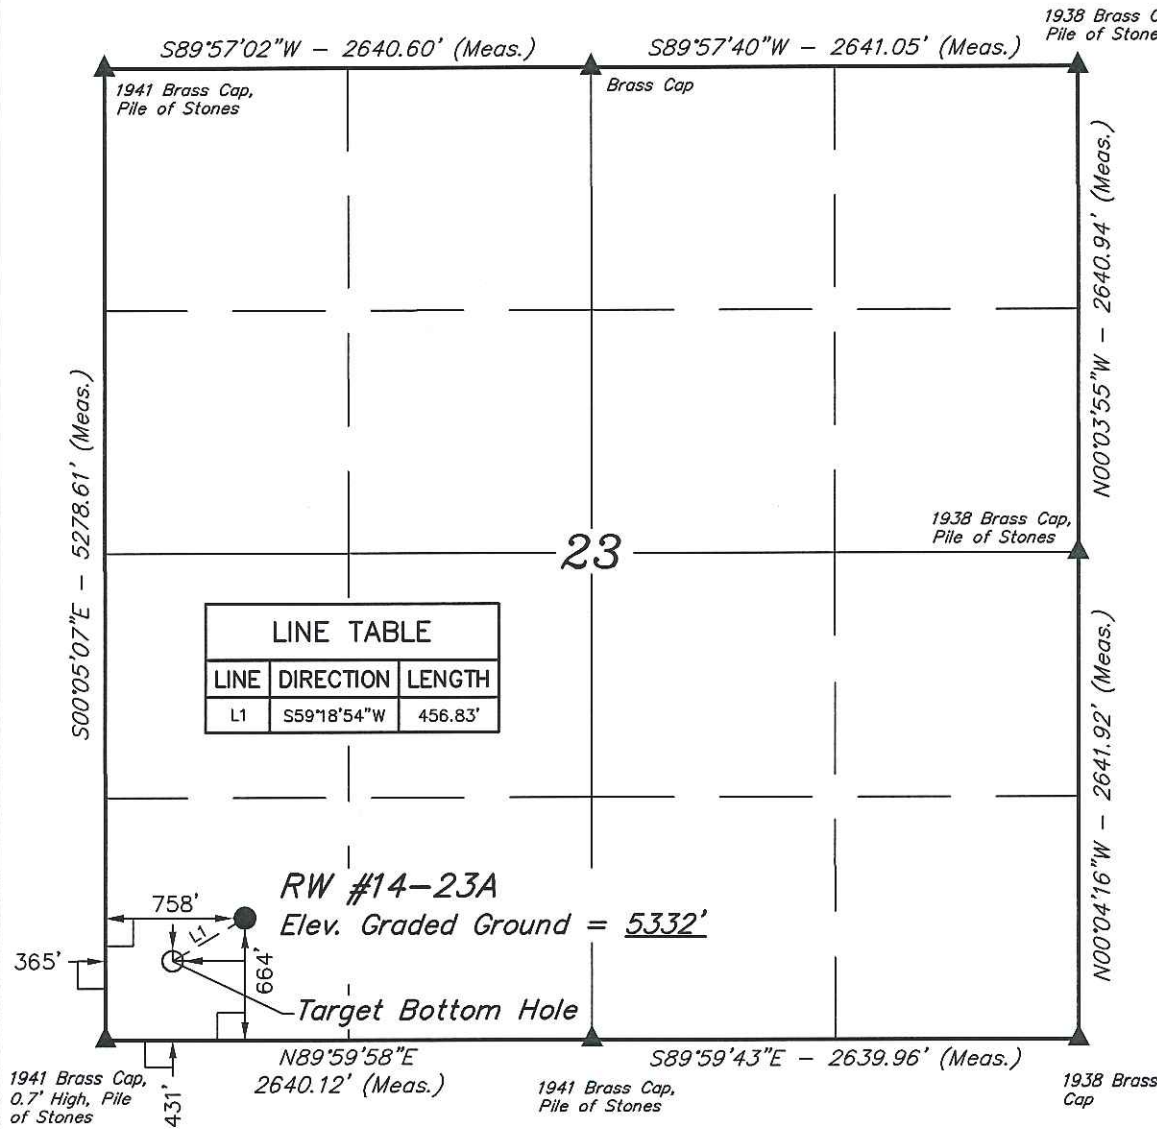 1938 Brass C
Pile of Stone
S89°57'02"W - 2640.60' (Meas.)
S89°57'40"W - 2641.05' (Meas.)
1941 Brass Cap,
Pile of Stones
Brass Cap
N00°03'55"W - 2640.94' (Meas.)
S00°05'07"E - 5278.61' (Meas.)
1938 Brass Cap,
Pile of Stones
23
LINE TABLE
LINE DIRECTION LENGTH
L1 S59°18'54"W 456.83'
N00°04'16"W - 2641.92' (Meas.)
RW #14-23A
Elev. Graded Ground = 5332'
758'
L1
664'
365'
Target Bottom Hole
N89°59'58"E
2640.12' (Meas.)
S89°59'43"E - 2639.96' (Meas.)
1941 Brass Cap,
0.7' High, Pile
of Stones
431'
1941 Brass Cap,
Pile of Stones
1938 Brass
Cap